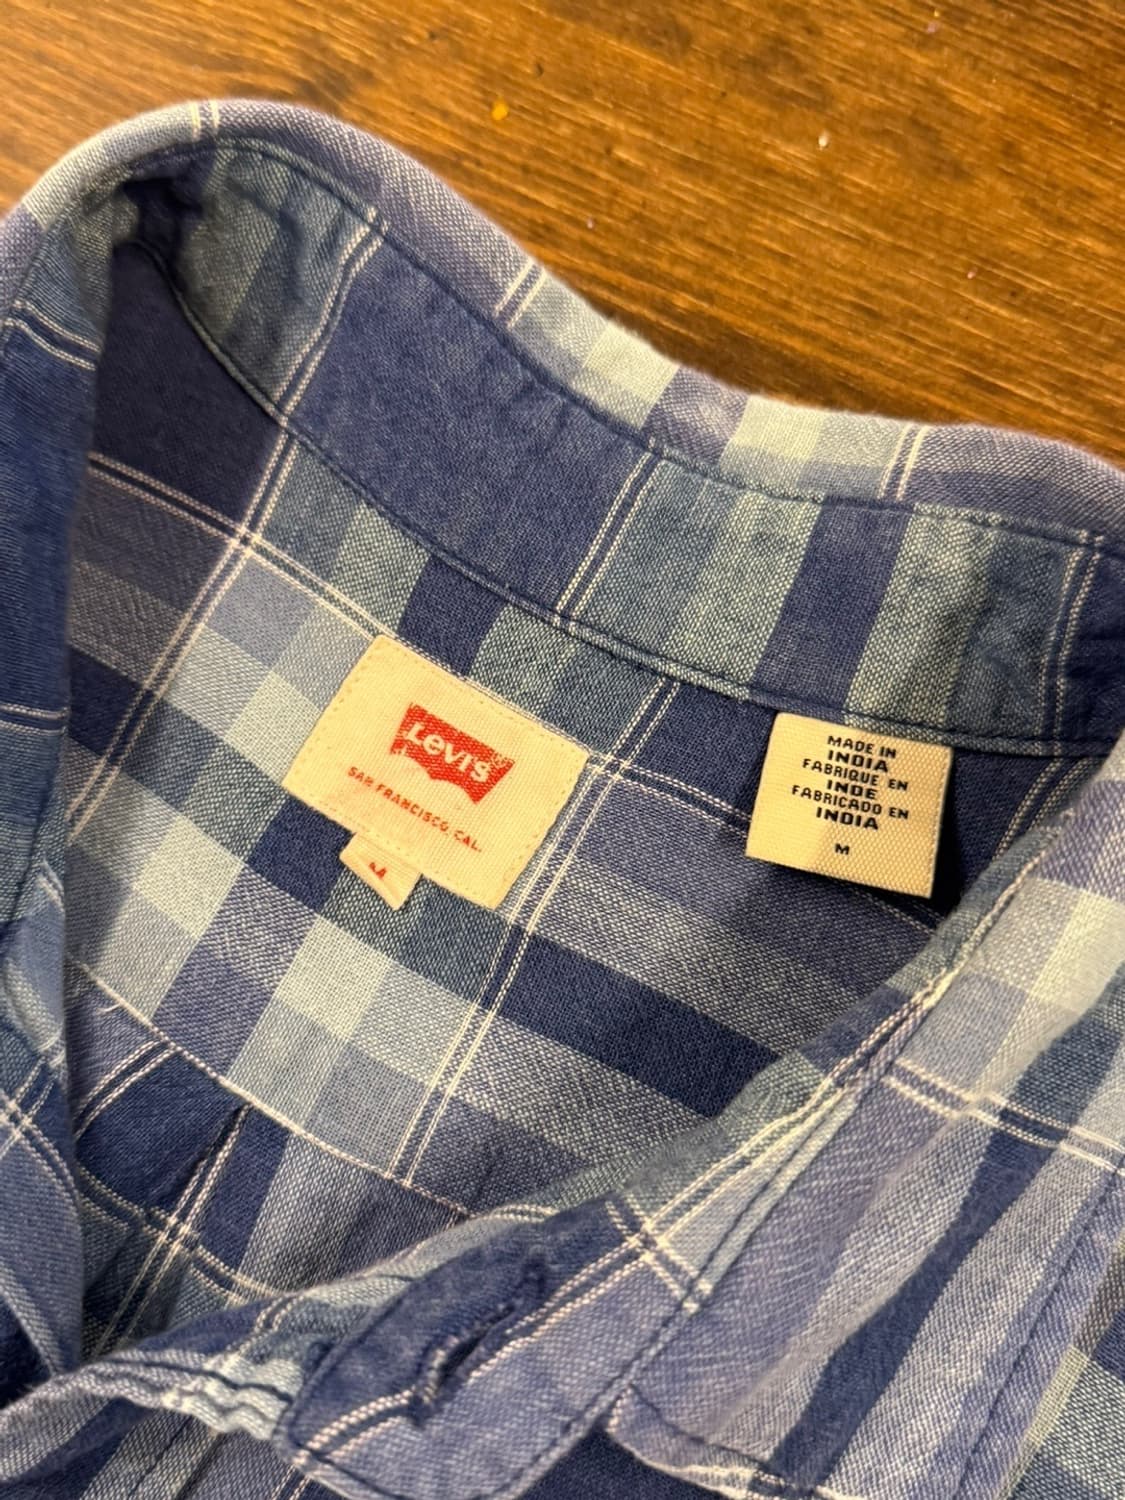 Levi's®
SAN FRANCISCO, CAL.
M
MADE IN
INDIA
FABRIQUE EN
INDE
FABRICADO EN
INDIA
M